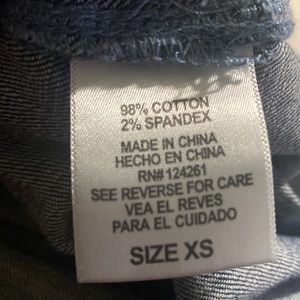 98% COTTON
2% SPANDEX
MADE IN CHINA
HECHO EN CHINA
RN# 124261
SEE REVERSE FOR CARE
VEA EL REVES
PARA EL CUIDADO
SIZE XS